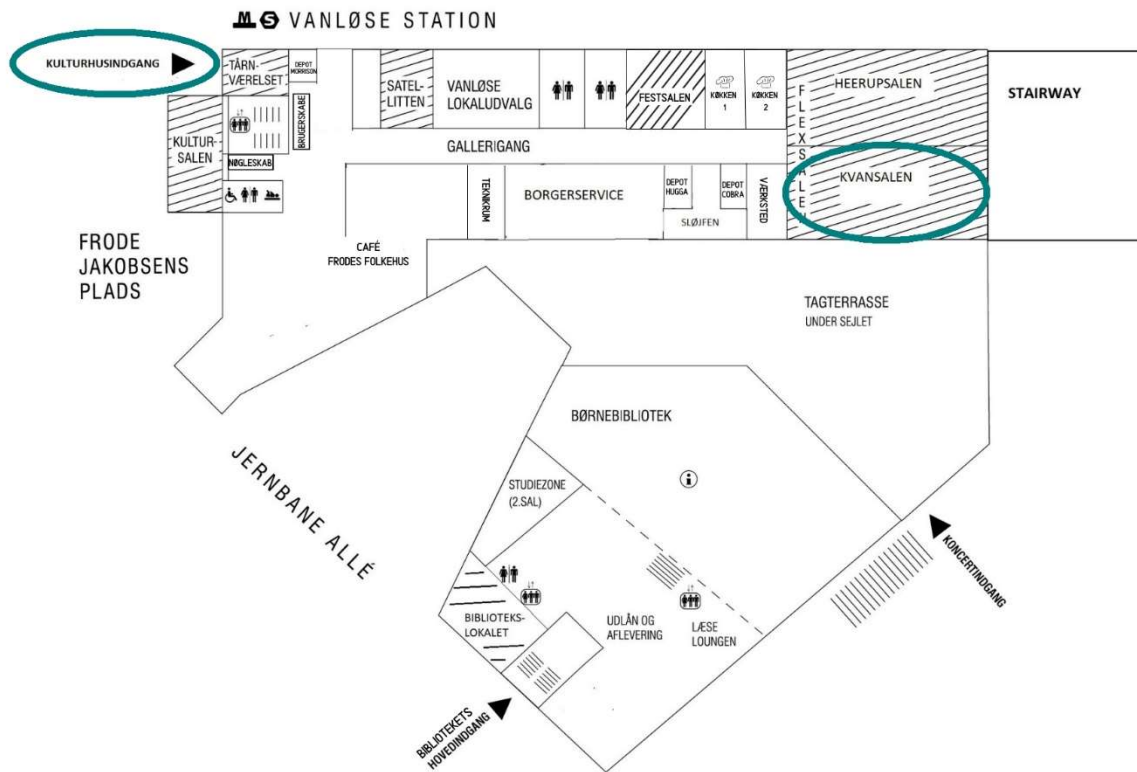 M S VANLØSE STATION
KULTURHUSINDGANG
TÅRN-
VÆRELSET
DEPOT
MORRISON
SATEL-
LITTEN
VANLØSE
LOKALUDVALG
FESTSALEN
KØKKEN
1
KØKKEN
2
FLEXSALEN
HEERUPSALEN
STAIRWAY
KULTUR-
SALEN
BRUGERSKABE
NØGLESKAB
GALLERIGANG
KVANSALEN
TEKNIKRUM
BORGERSERVICE
DEPOT
HUGGA
DEPOT
COBRA
SLØJFEN
VÆRKSTED
FRODE
JAKOBSENS
PLADS
CAFÉ
FRODES FOLKEHUS
TAGTERRASSE
UNDER SEJLET
BØRNEBIBLIOTEK
i
JERNBANE ALLÉ
STUDIEZONE
(2.SAL)
KONCERTINDGANG
BIBLIOTEKS-
LOKALET
UDLÅN OG
AFLEVERING
LÆSE
LOUNGEN
BIBLIOTEKETS
HOVEDINDGANG